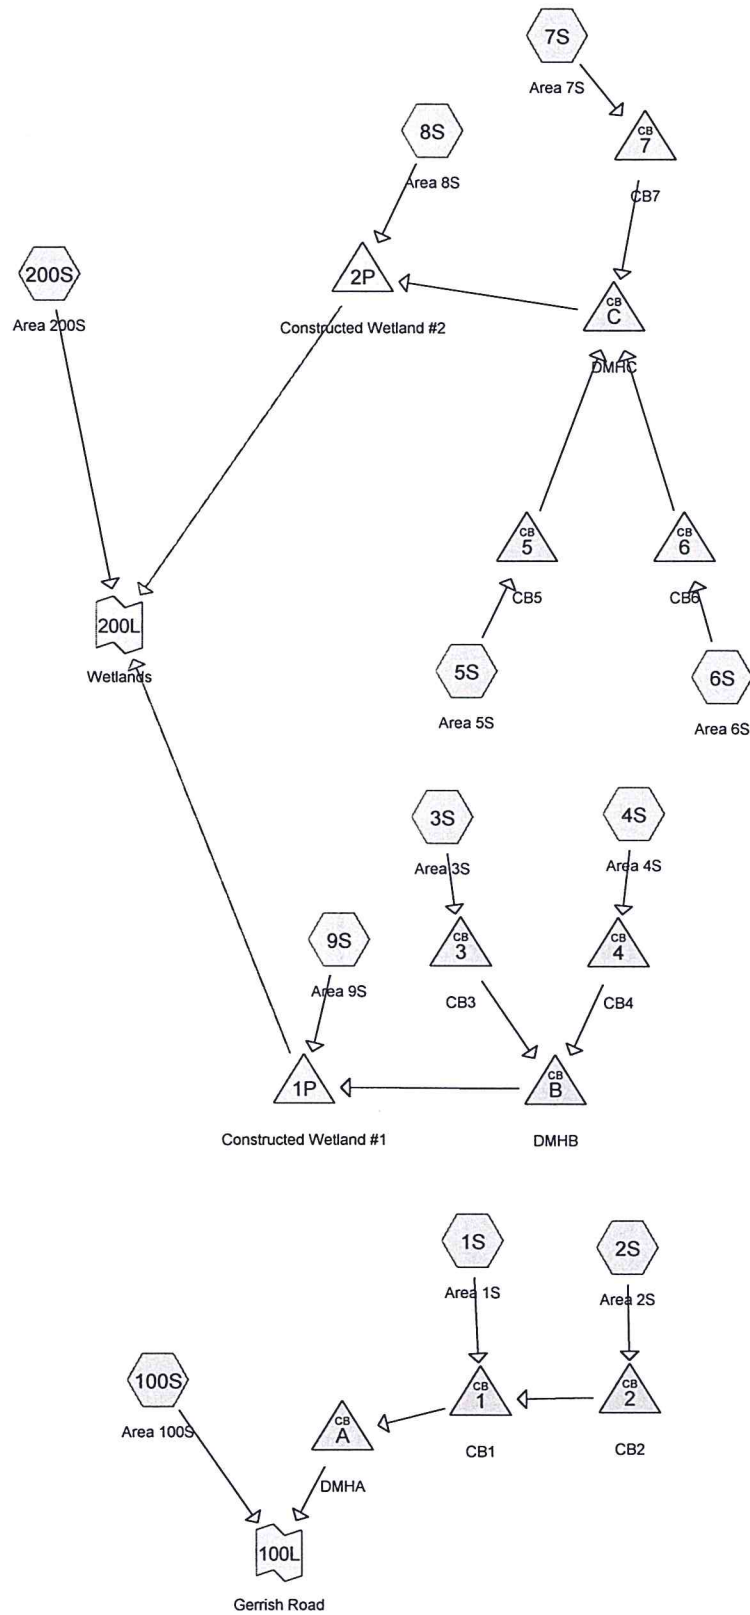 7S
Area 7S
8S
Area 8S
CB
7
CB7
200S
Area 200S
2P
Constructed Wetland #2
CB
C
DMHC
CB
5
CB5
CB
6
CB6
200L
Wetlands
5S
Area 5S
6S
Area 6S
3S
Area 3S
4S
Area 4S
9S
Area 9S
CB
3
CB3
CB
4
CB4
1P
Constructed Wetland #1
CB
B
DMHB
1S
Area 1S
2S
Area 2S
100S
Area 100S
CB
A
DMHA
CB
1
CB1
CB
2
CB2
100L
Gerrish Road